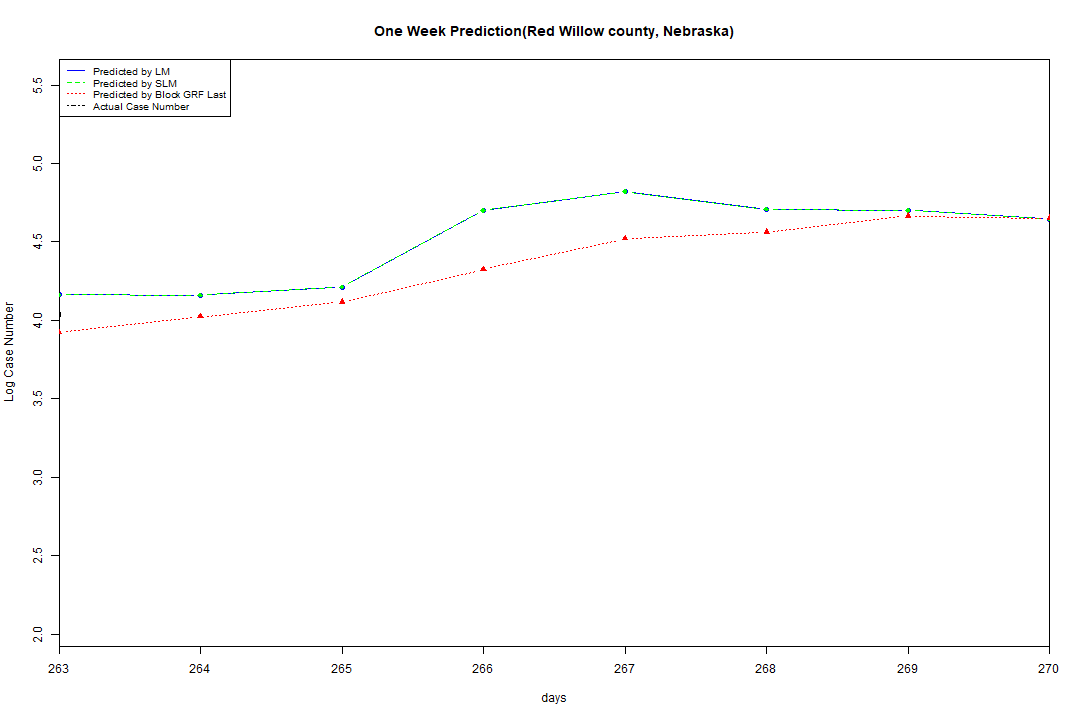 One Week Prediction(Red Willow county, Nebraska)
Predicted by LM
Predicted by SLM
Predicted by Block GRF Last
Actual Case Number
5.5
5.0
4.5
4.0
3.5
3.0
2.5
2.0
Log Case Number
263 264 265 266 267 268 269 270
days